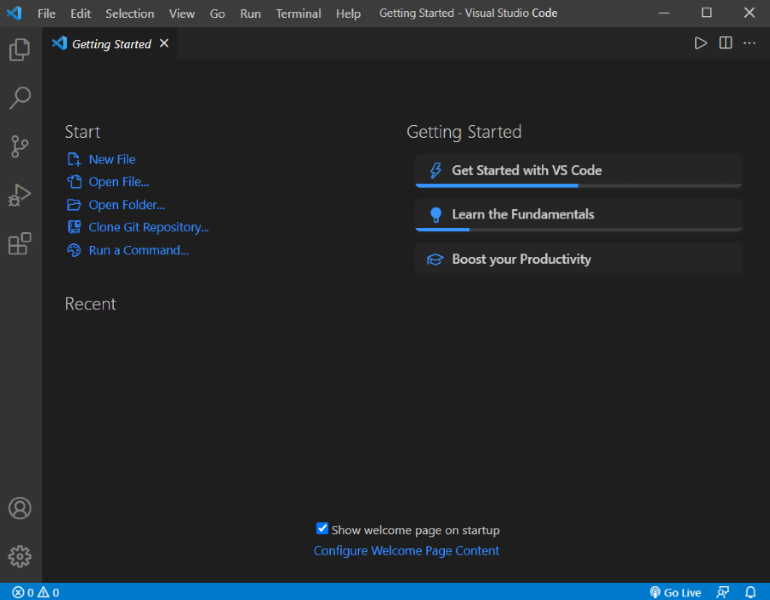 File Edit Selection View Go Run Terminal Help Getting Started - Visual Studio Code
Getting Started
Start
New File
Open File...
Open Folder...
Clone Git Repository...
Run a Command...
Recent
Getting Started
Get Started with VS Code
Learn the Fundamentals
Boost your Productivity
Show welcome page on startup
Configure Welcome Page Content
0 0 Go Live